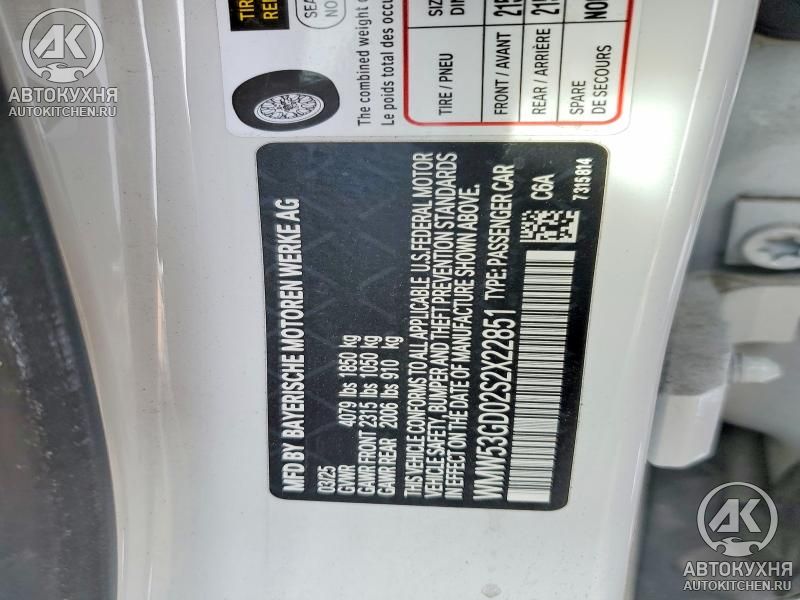 AK
АВТОКУХНЯ
AUTOKITCHEN.RU
The combined weight of
Le poids total des occu
TIRE / PNEU
FRONT / AVANT
REAR / ARRIÈRE
SPARE
DE SECOURS
MFD BY BAYERISCHE MOTOREN WERKE AG
03/25
GVWR 4079 lbs 1850 kg
GAWR FRONT 2315 lbs 1050 kg
GAWR REAR 2006 lbs 910 kg
THIS VEHICLE CONFORMS TO ALL APPLICABLE U.S. FEDERAL MOTOR
VEHICLE SAFETY, BUMPER AND THEFT PREVENTION STANDARDS
IN EFFECT ON THE DATE OF MANUFACTURE SHOWN ABOVE.
WMW53GD02S2X22851 TYPE: PASSENGER CAR
C6A
7315814
AK
АВТОКУХНЯ
AUTOKITCHEN.RU